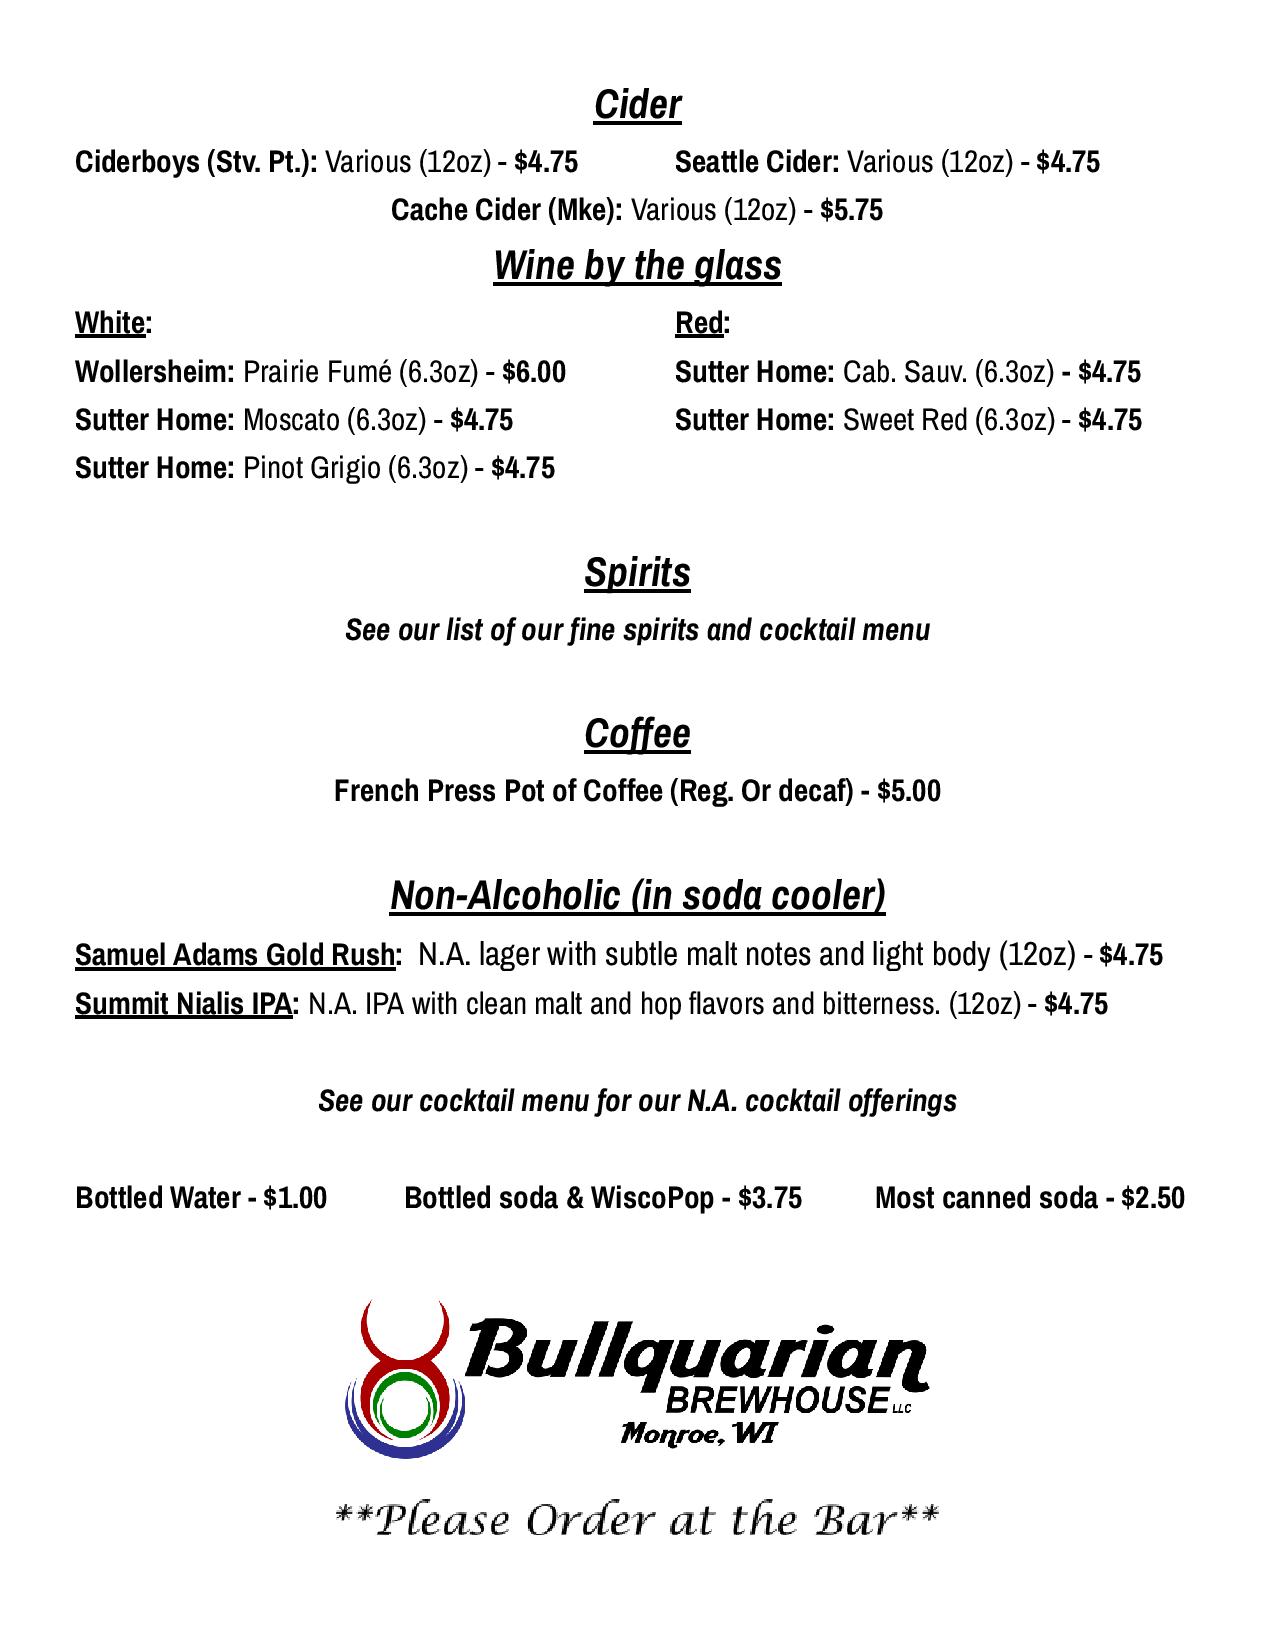 Cider
Ciderboys (Stv. Pt.): Various (12oz) - $4.75 Seattle Cider: Various (12oz) - $4.75
Cache Cider (Mke): Various (12oz) - $5.75
Wine by the glass
White: Red:
Wollersheim: Prairie Fumé (6.3oz) - $6.00 Sutter Home: Cab. Sauv. (6.3oz) - $4.75
Sutter Home: Moscato (6.3oz) - $4.75 Sutter Home: Sweet Red (6.3oz) - $4.75
Sutter Home: Pinot Grigio (6.3oz) - $4.75
Spirits
See our list of our fine spirits and cocktail menu
Coffee
French Press Pot of Coffee (Reg. Or decaf) - $5.00
Non-Alcoholic (in soda cooler)
Samuel Adams Gold Rush: N.A. lager with subtle malt notes and light body (12oz) - $4.75
Summit Nialis IPA: N.A. IPA with clean malt and hop flavors and bitterness. (12oz) - $4.75
See our cocktail menu for our N.A. cocktail offerings
Bottled Water - $1.00 Bottled soda & WiscoPop - $3.75 Most canned soda - $2.50
Bullquarian
BREWHOUSE LLC
Monroe, WI
**Please Order at the Bar**